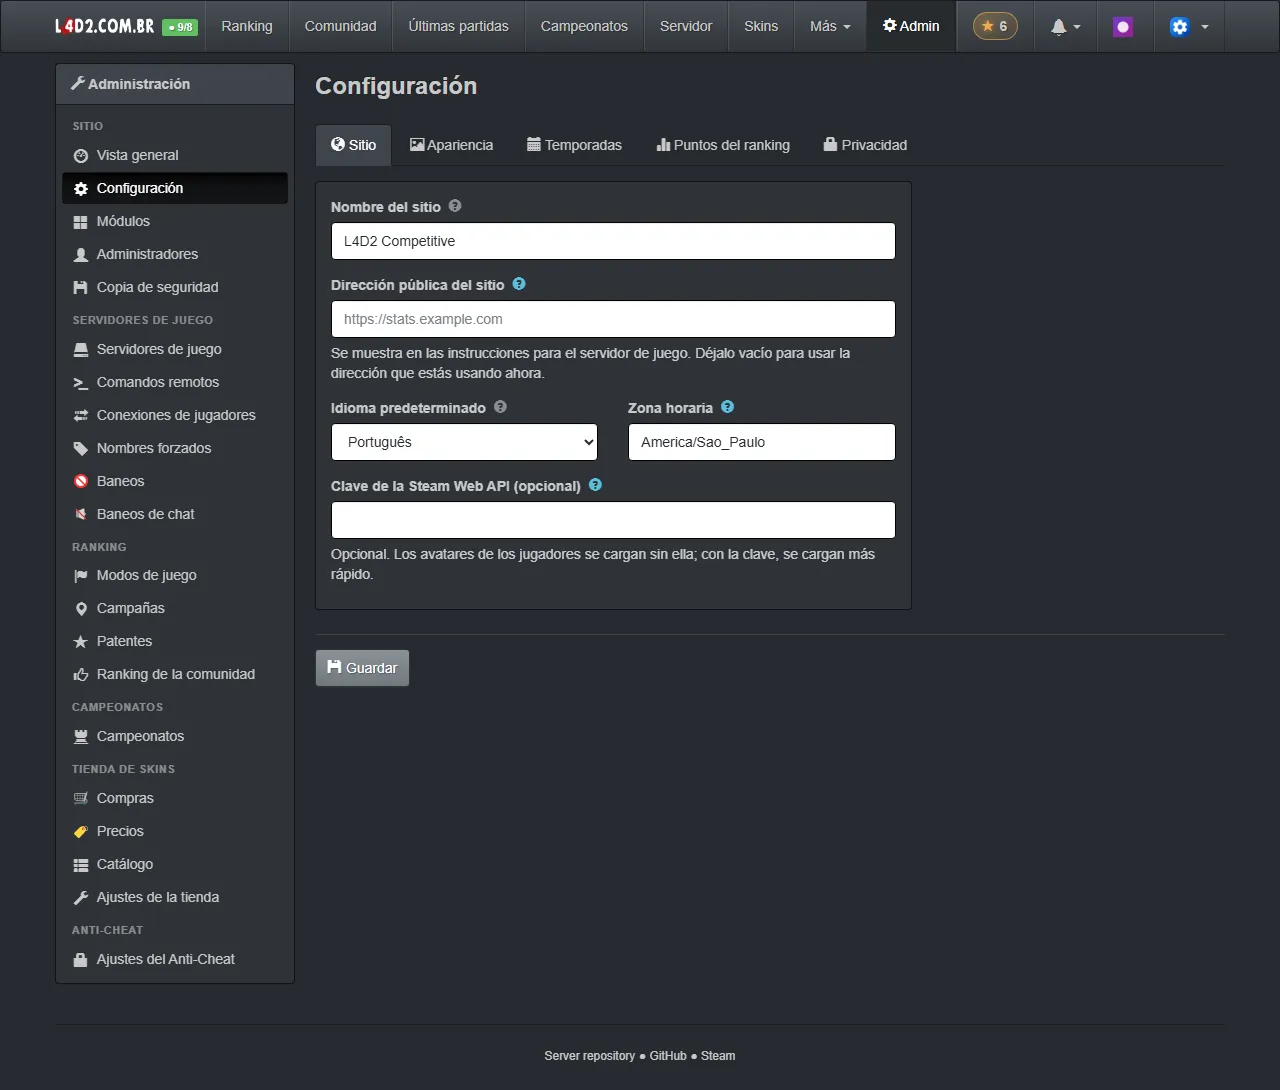 L4D2.COM.BR
9/8
Ranking
Comunidad
Últimas partidas
Campeonatos
Servidor
Skins
Más
Admin
6
Administración
SITIO
Vista general
Configuración
Módulos
Administradores
Copia de seguridad
SERVIDORES DE JUEGO
Servidores de juego
Comandos remotos
Conexiones de jugadores
Nombres forzados
Baneos
Baneos de chat
RANKING
Modos de juego
Campañas
Patentes
Ranking de la comunidad
CAMPEONATOS
Campeonatos
TIENDA DE SKINS
Compras
Precios
Catálogo
Ajustes de la tienda
ANTI-CHEAT
Ajustes del Anti-Cheat
Configuración
Sitio
Apariencia
Temporadas
Puntos del ranking
Privacidad
Nombre del sitio
L4D2 Competitive
Dirección pública del sitio
https://stats.example.com
Se muestra en las instrucciones para el servidor de juego. Déjalo vacío para usar la
dirección que estás usando ahora.
Idioma predeterminado
Português
Zona horaria
America/Sao_Paulo
Clave de la Steam Web API (opcional)
Opcional. Los avatares de los jugadores se cargan sin ella; con la clave, se cargan más
rápido.
Guardar
Server repository ● GitHub ● Steam